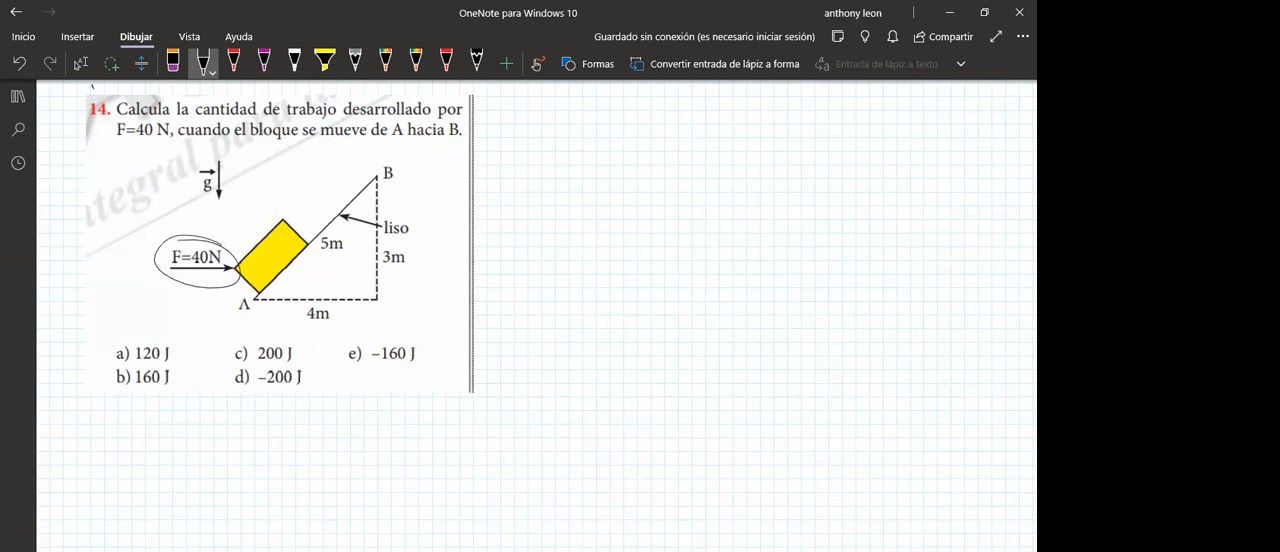 OneNote para Windows 10
anthony leon
Inicio Insertar Dibujar Vista Ayuda
Guardado sin conexión (es necesario iniciar sesión)
Compartir
Formas
Convertir entrada de lápiz a forma
Entrada de lápiz a texto
14. Calcula la cantidad de trabajo desarrollado por
F=40 N, cuando el bloque se mueve de A hacia B.
g
B
liso
5m
F=40N
3m
A
4m
a) 120 J c) 200 J e) –160 J
b) 160 J d) –200 J